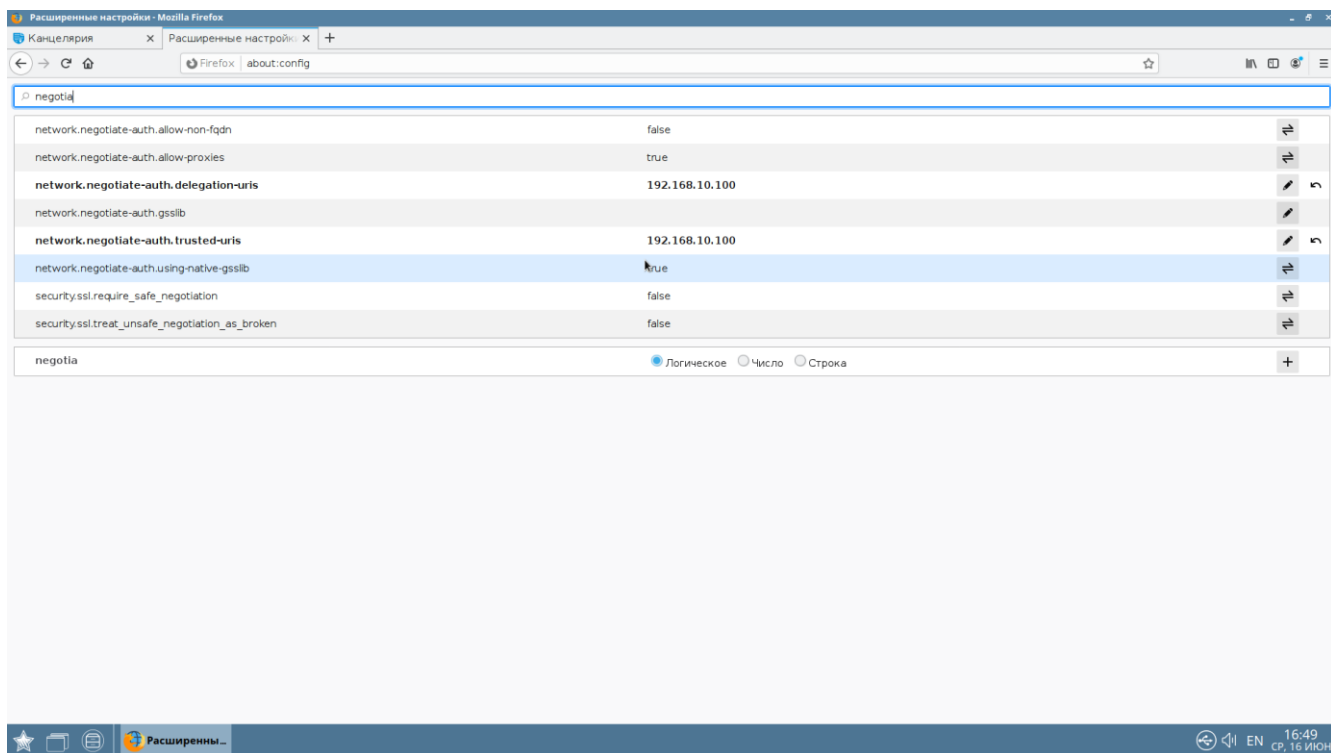 Расширенные настройки - Mozilla Firefox
Канцелярия
Расширенные настройки
Firefox about:config
negotia
network.negotiate-auth.allow-non-fqdn false
network.negotiate-auth.allow-proxies true
network.negotiate-auth.delegation-uris 192.168.10.100
network.negotiate-auth.gsslib
network.negotiate-auth.trusted-uris 192.168.10.100
network.negotiate-auth.using-native-gsslib true
security.ssl.require_safe_negotiation false
security.ssl.treat_unsafe_negotiation_as_broken false
negotia Логическое Число Строка
Расширенны...
EN 16:49
СР, 16 ИЮН